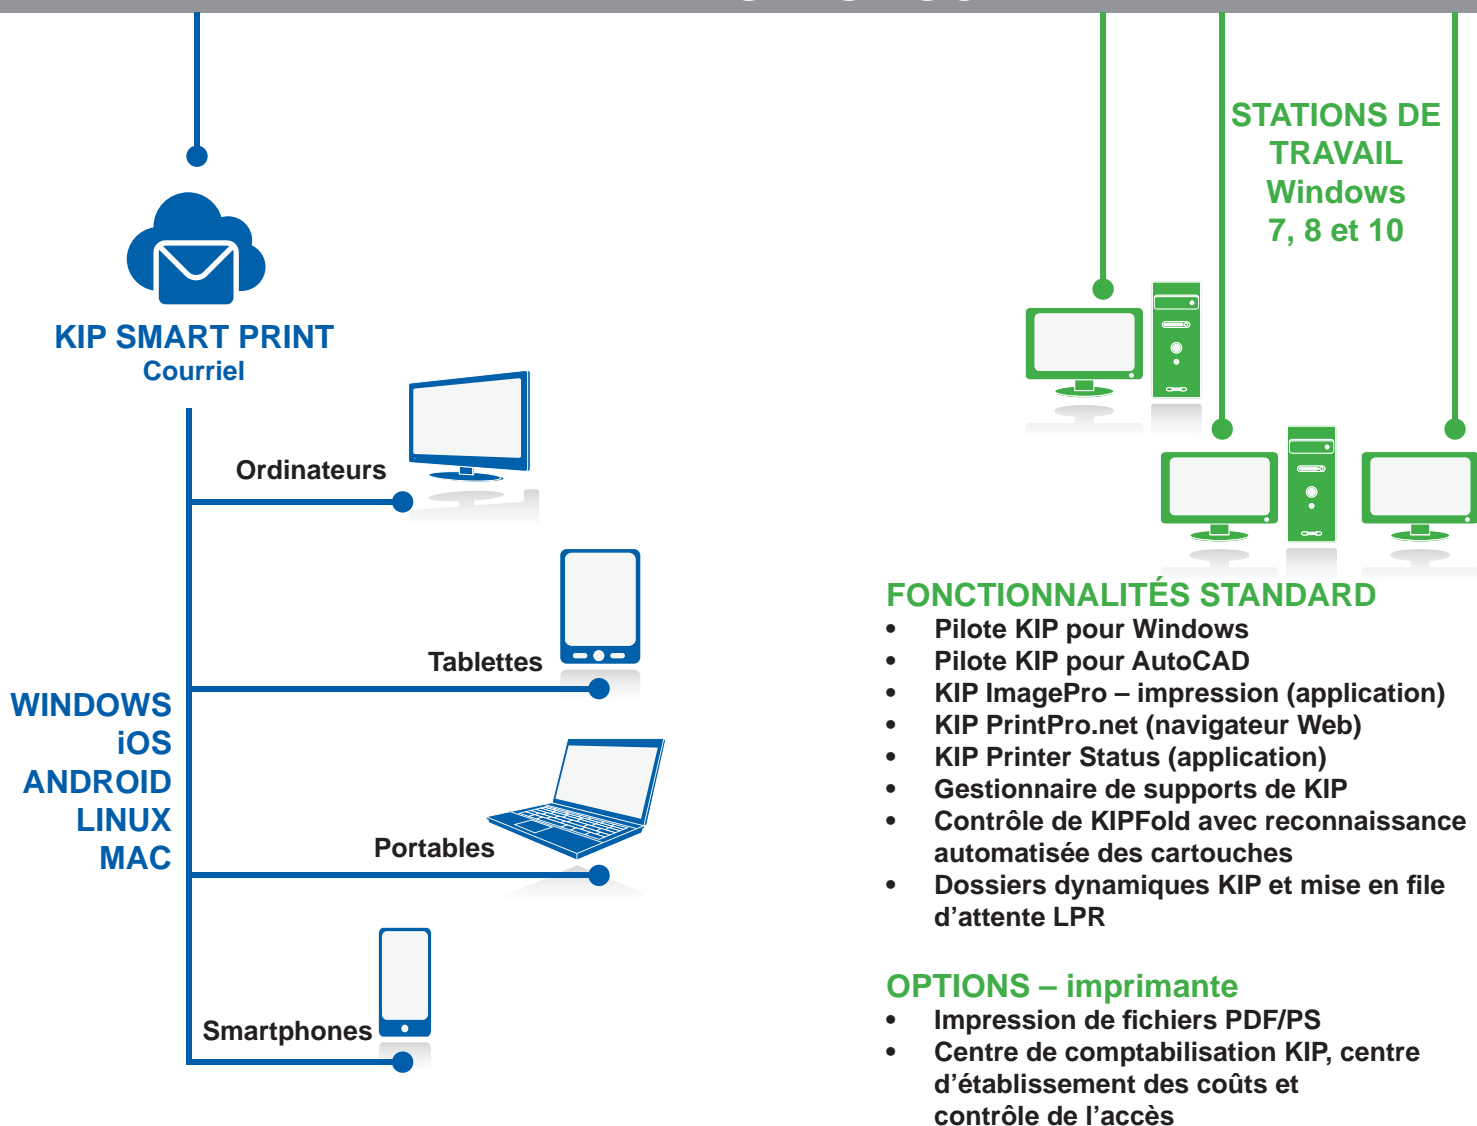 STATIONS DE
TRAVAIL
Windows
7, 8 et 10
KIP SMART PRINT
Courriel
Ordinateurs
Tablettes
WINDOWS
iOS
ANDROID
LINUX
MAC
Portables
Smartphones
FONCTIONNALITÉS STANDARD
• Pilote KIP pour Windows
• Pilote KIP pour AutoCAD
• KIP ImagePro – impression (application)
• KIP PrintPro.net (navigateur Web)
• KIP Printer Status (application)
• Gestionnaire de supports de KIP
• Contrôle de KIPFold avec reconnaissance
automatisée des cartouches
• Dossiers dynamiques KIP et mise en file
d'attente LPR
OPTIONS – imprimante
• Impression de fichiers PDF/PS
• Centre de comptabilisation KIP, centre
d'établissement des coûts et
contrôle de l'accès